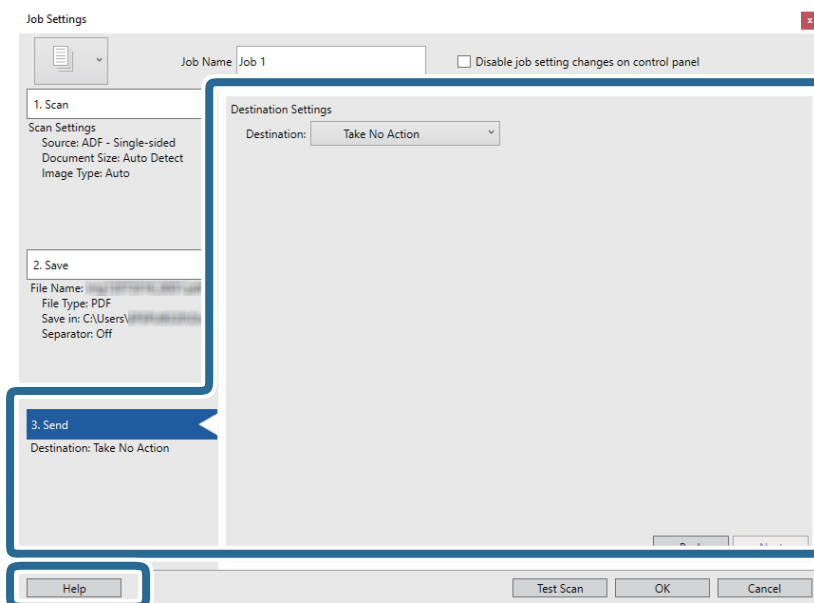 Job Settings
x
Job Name Job 1
Disable job setting changes on control panel
1. Scan
Scan Settings
Source: ADF - Single-sided
Document Size: Auto Detect
Image Type: Auto
Destination Settings
Destination: Take No Action
2. Save
File Name:
File Type: PDF
Save in: C:\Users\
Separator: Off
3. Send
Destination: Take No Action
Help
Test Scan
OK
Cancel